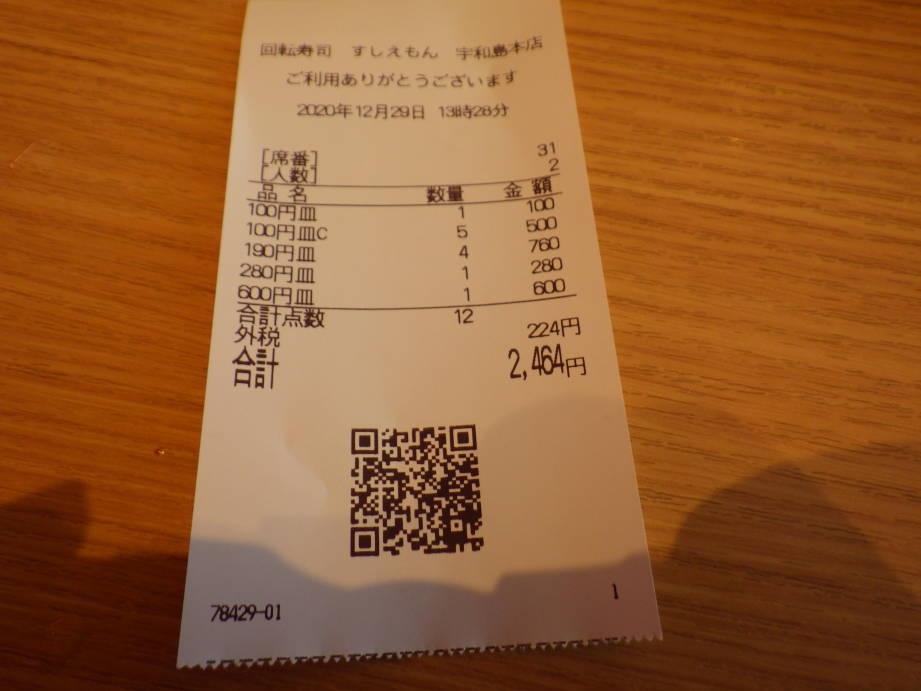 回転寿司 すしえもん 宇和島本店
ご利用ありがとうございます
2020年12月29日 13時28分
[席番] 31
[人数] 2
品名 数量 金額
100円皿 1 100
100円皿C 5 500
190円皿 4 760
280円皿 1 280
600円皿 1 600
合計点数 12
外税 224円
合計 2,464円
78429-01 1